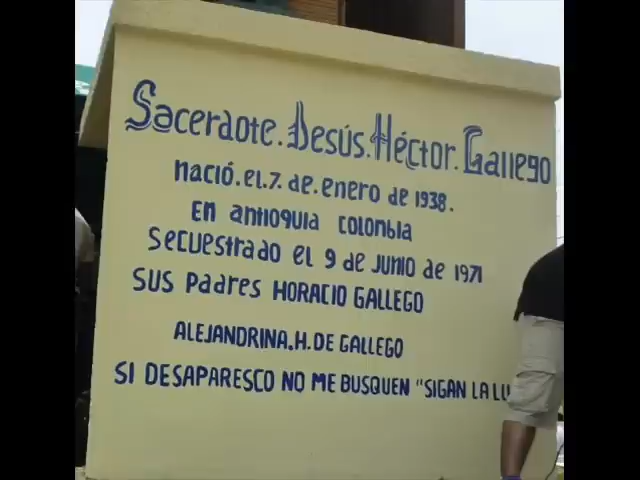 Sacerdote. Jesús. Héctor. Gallego
nació. el. 7. de. enero de 1938.
En antioquia colombia
Secuestrado el 9 de junio de 1971
SUS Padres HORACIO GALLEGO
ALEJANDRINA. H. DE GALLEGO
SI DESAPARESCO NO ME BUSQUEN "SIGAN LA